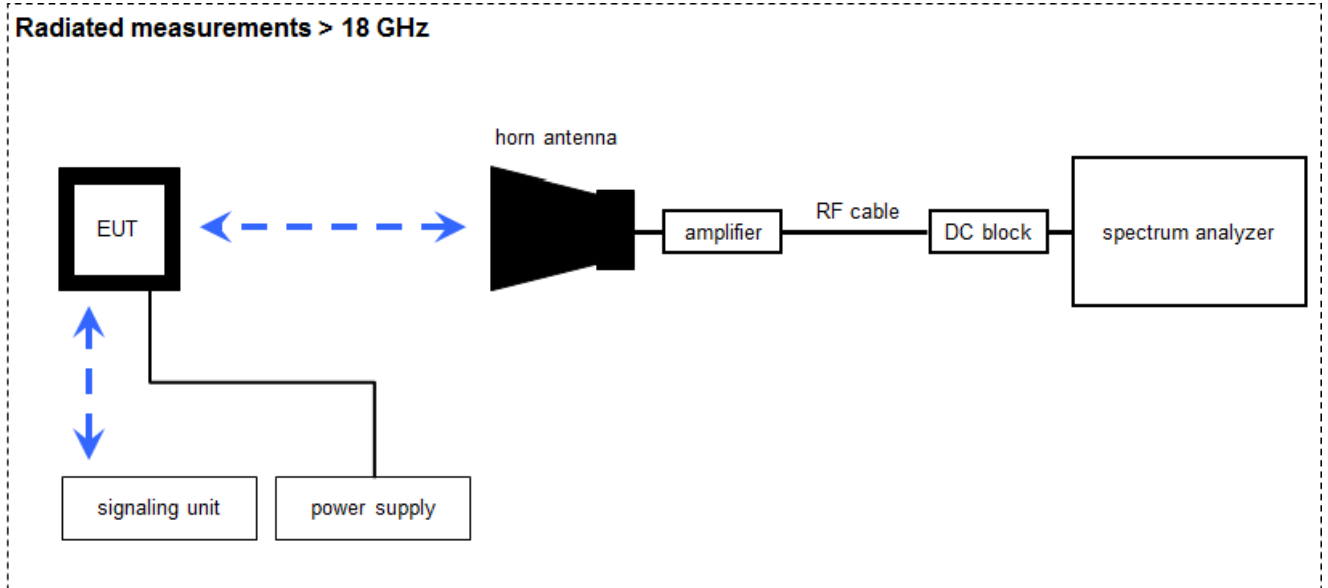 Radiated measurements > 18 GHz
horn antenna
EUT
amplifier
RF cable
DC block
spectrum analyzer
signaling unit
power supply